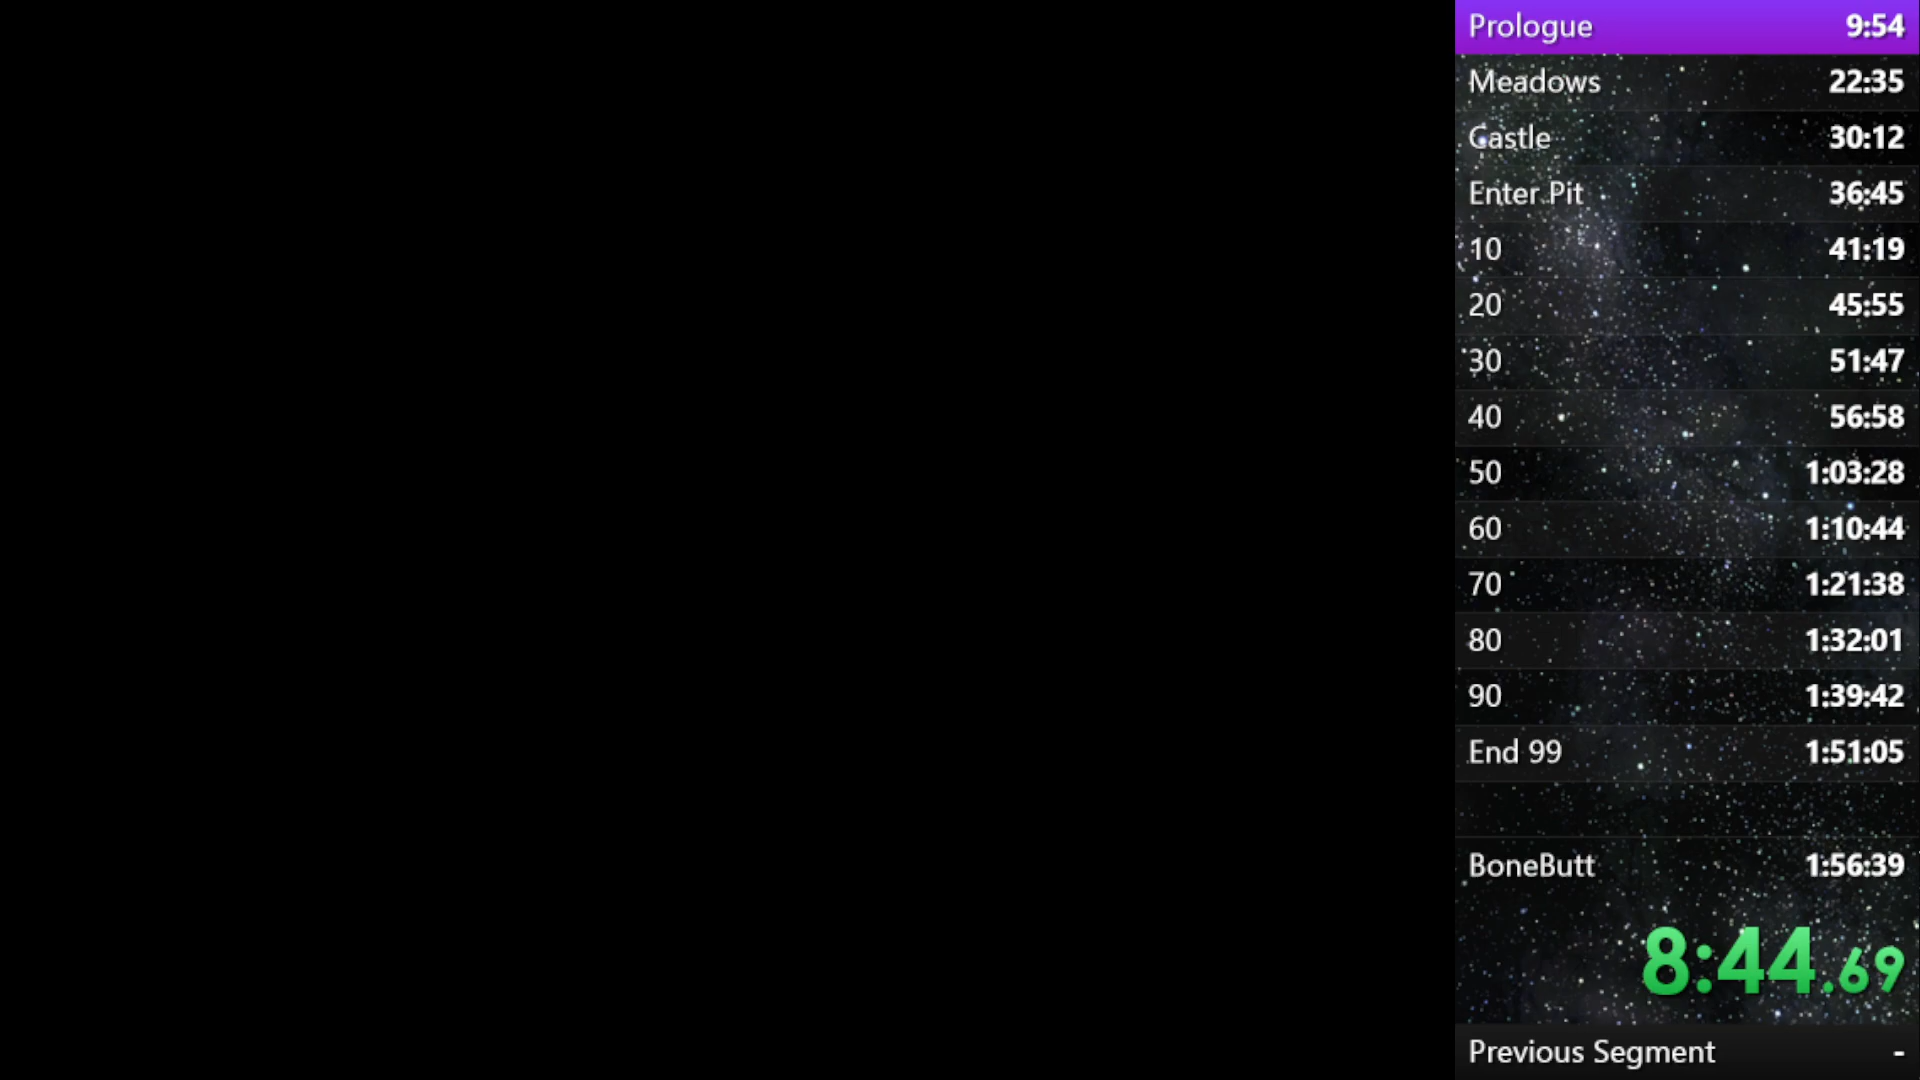 Prologue 9:54
Meadows 22:35
Castle 30:12
Enter Pit 36:45
10 41:19
20 45:55
30 51:47
40 56:58
50 1:03:28
60 1:10:44
70 1:21:38
80 1:32:01
90 1:39:42
End 99 1:51:05
BoneButt 1:56:39
8:44.69
Previous Segment -